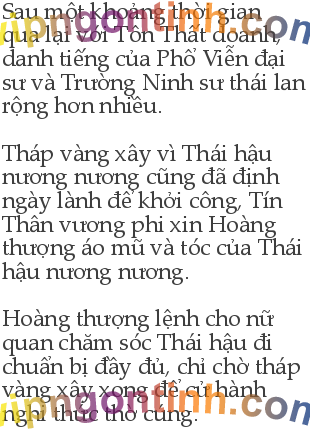 Sau một khoảng thời gian
qua lại với Tôn Thất doanh,
danh tiếng của Phổ Viễn đại
sư và Trường Ninh sư thái lan
rộng hơn nhiều.
Tháp vàng xây vì Thái hậu
nương nương cũng đã định
ngày lành để khởi công, Tín
Thân vương phi xin Hoàng
thượng áo mũ và tóc của Thái
hậu nương nương.
Hoàng thượng lệnh cho nữ
quan chăm sóc Thái hậu đi
chuẩn bị đầy đủ, chỉ chờ tháp
vàng xây xong để cử hành
nghi thức thờ cúng.
vipngontinh.com
vipngontinh.com